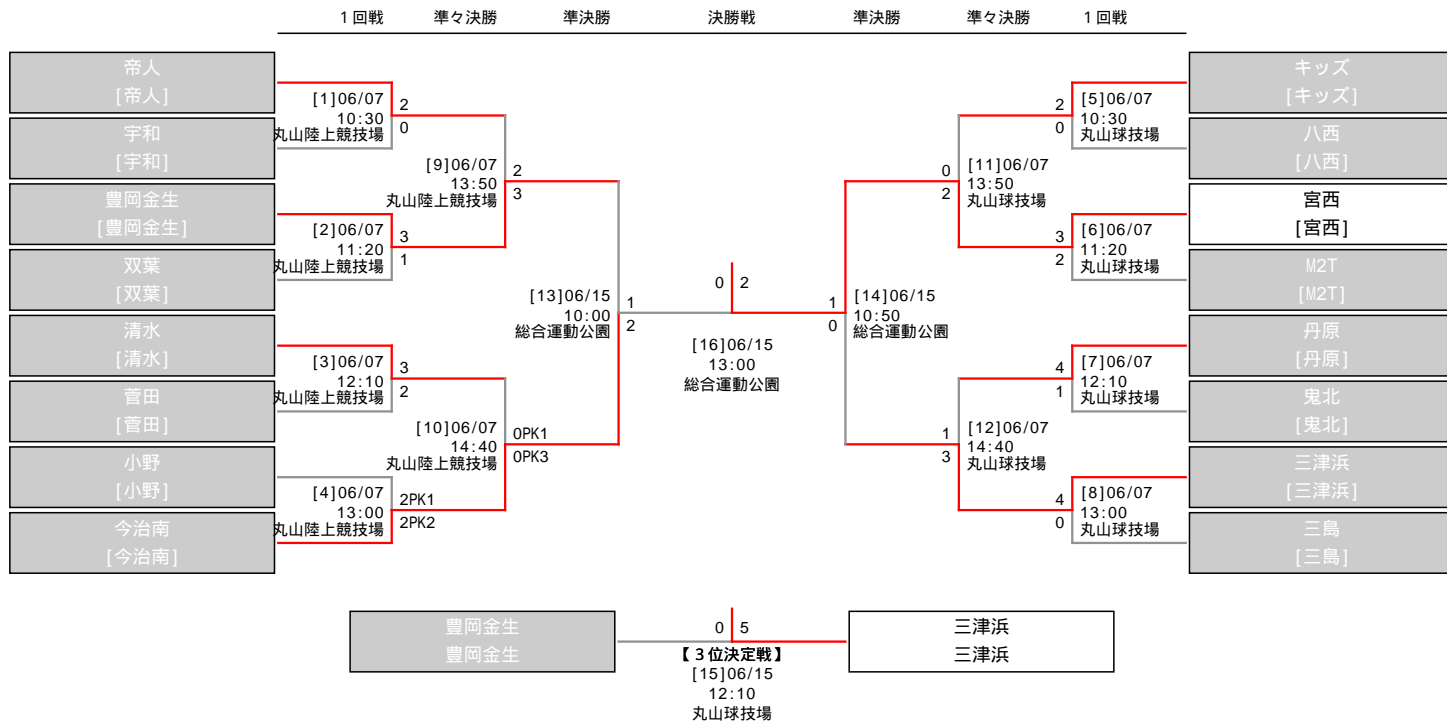 1回戦 準々決勝 準決勝 決勝戦 準決勝 準々決勝 1回戦
帝人
[帝人]
宇和
[宇和]
豊岡金生
[豊岡金生]
双葉
[双葉]
清水
[清水]
菅田
[菅田]
小野
[小野]
今治南
[今治南]
[1]06/07
10:30
丸山陸上競技場
2
0
[2]06/07
11:20
丸山陸上競技場
3
1
[3]06/07
12:10
丸山陸上競技場
3
2
[4]06/07
13:00
丸山陸上競技場
2PK1
2PK2
[9]06/07
13:50
丸山陸上競技場
2
3
[10]06/07
14:40
丸山陸上競技場
0PK1
0PK3
[13]06/15
10:00
総合運動公園
1
2
0 2
[16]06/15
13:00
総合運動公園
1
0
[14]06/15
10:50
総合運動公園
0
2
[11]06/07
13:50
丸山球技場
1
3
[12]06/07
14:40
丸山球技場
2
0
[5]06/07
10:30
丸山球技場
3
2
[6]06/07
11:20
丸山球技場
4
1
[7]06/07
12:10
丸山球技場
4
0
[8]06/07
13:00
丸山球技場
キッズ
[キッズ]
八西
[八西]
宮西
[宮西]
M2T
[M2T]
丹原
[丹原]
鬼北
[鬼北]
三津浜
[三津浜]
三島
[三島]
豊岡金生
豊岡金生
0 5
【3位決定戦】
[15]06/15
12:10
丸山球技場
三津浜
三津浜